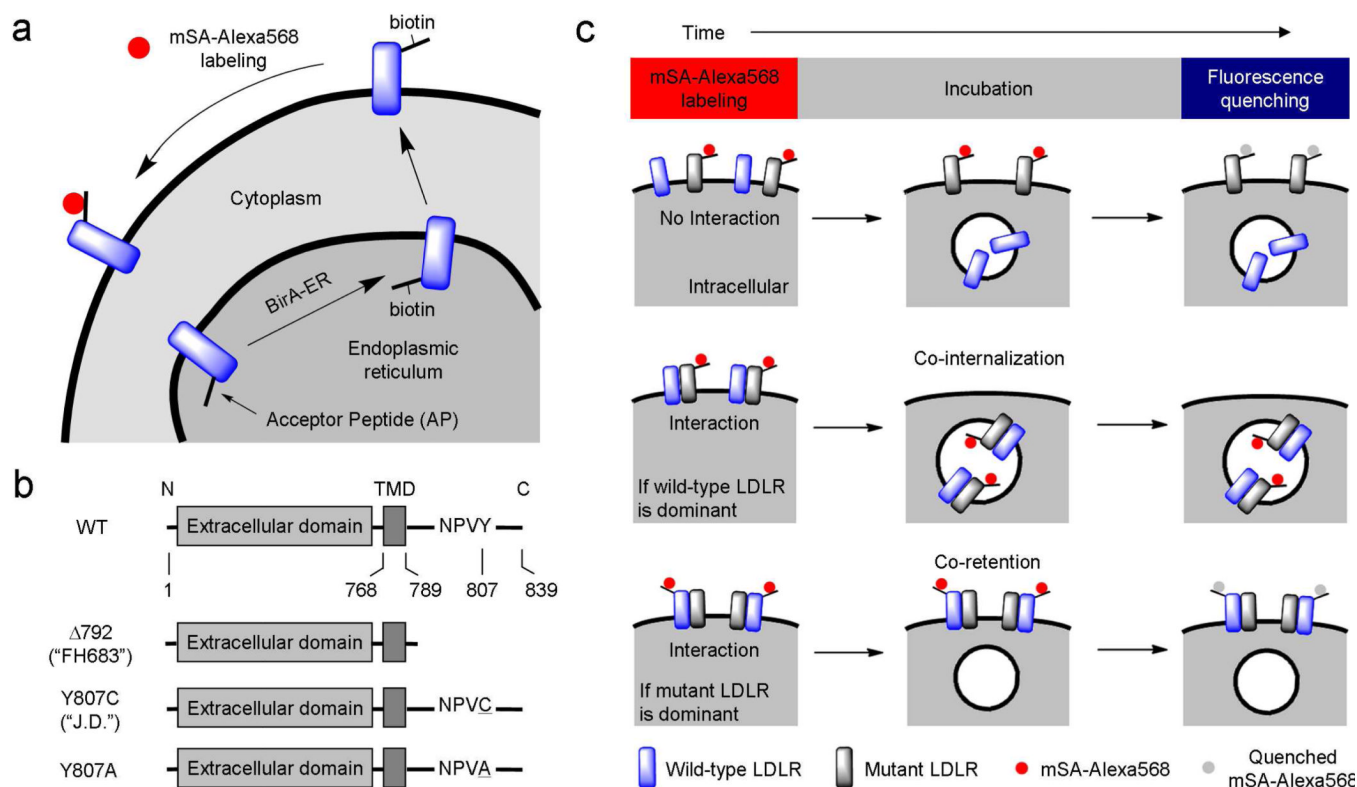 a
mSA-Alexa568
labeling
biotin
Cytoplasm
BirA-ER
biotin
Endoplasmic
reticulum
Acceptor Peptide (AP)
b
N
TMD
C
WT
Extracellular domain
NPVY
1
768
789
807
839
Δ792
("FH683")
Extracellular domain
Y807C
("J.D.")
Extracellular domain
NPVC
Y807A
Extracellular domain
NPVA
c
Time
mSA-Alexa568
labeling
Incubation
Fluorescence
quenching
No Interaction
Intracellular
Interaction
If wild-type LDLR
is dominant
Co-internalization
Interaction
If mutant LDLR
is dominant
Co-retention
Wild-type LDLR
Mutant LDLR
mSA-Alexa568
Quenched
mSA-Alexa568